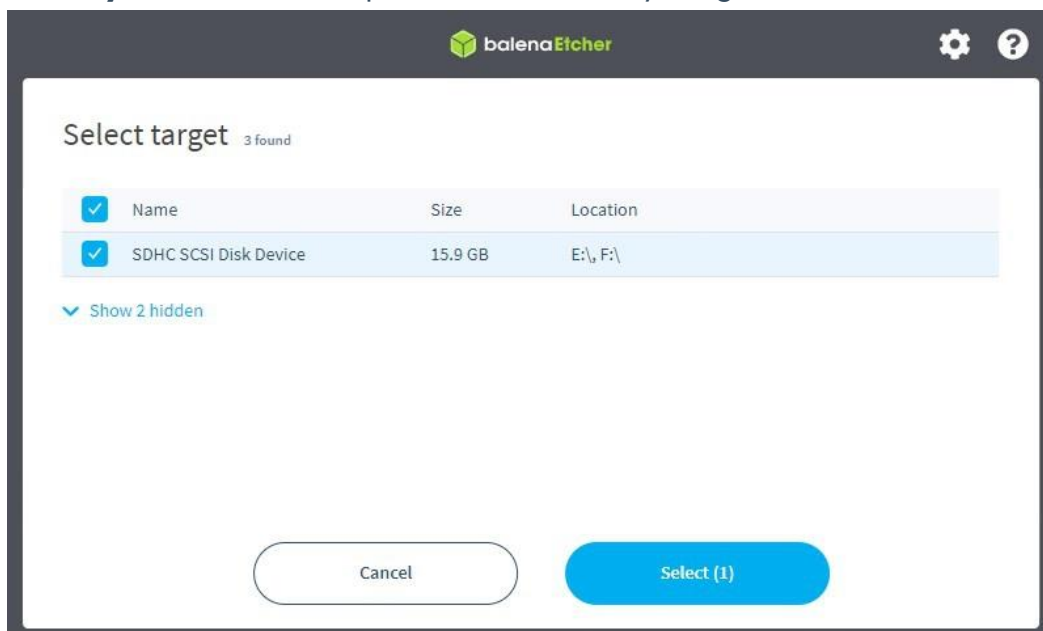 balenaEtcher
Select target 3 found
Name Size Location
SDHC SCSI Disk Device 15.9 GB E:\, F:\
Show 2 hidden
Cancel Select (1)